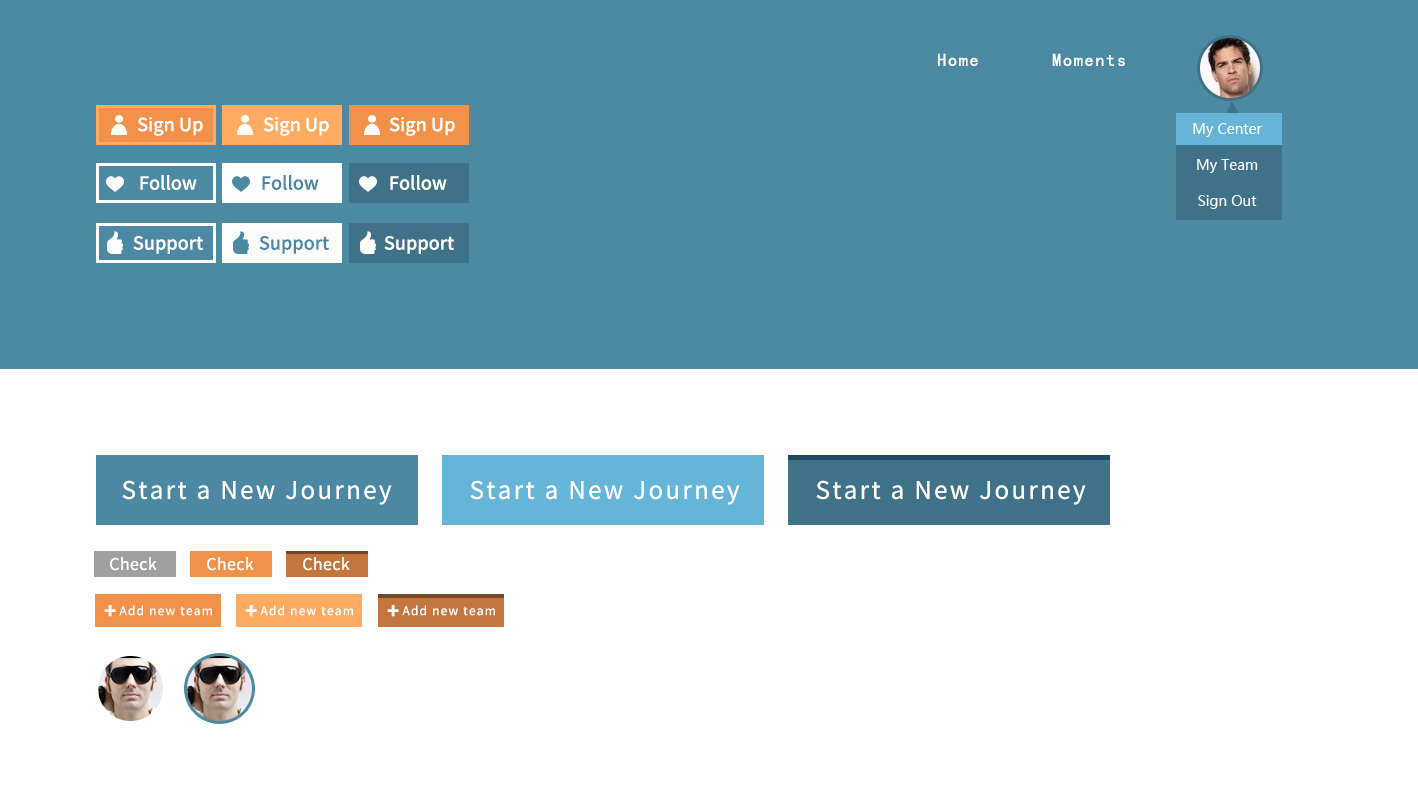 Home Moments
Sign Up Sign Up Sign Up
My Center
My Team
Sign Out
Follow Follow Follow
Support Support Support
Start a New Journey Start a New Journey Start a New Journey
Check Check Check
Add new team Add new team Add new team